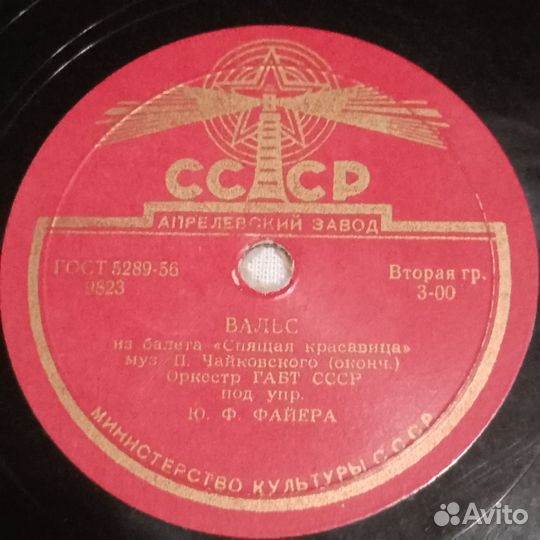 СССР
АПРЕЛЕВСКИЙ ЗАВОД
ГОСТ 5289-56
9823
Вторая гр.
3-00
ВАЛЬС
из балета «Спящая красавица»
муз П. Чайковского (оконч.)
Оркестр ГАБТ СССР
под упр.
Ю. Ф. ФАЙЕРА
МИНИСТЕРСТВО КУЛЬТУРЫ СССР
Avito